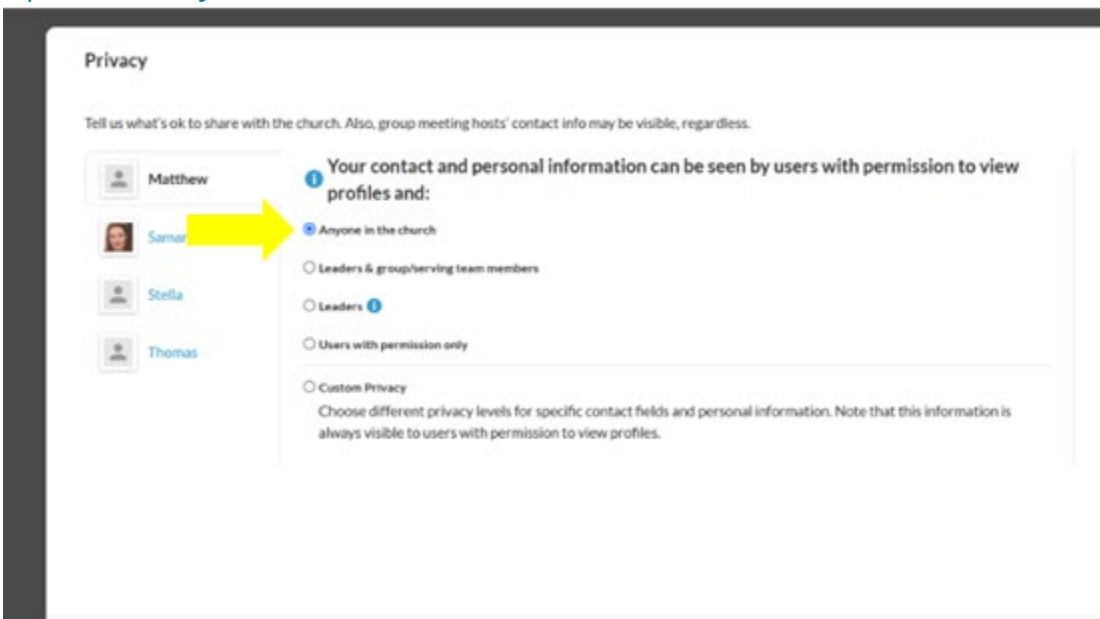 Privacy
Tell us what's ok to share with the church. Also, group meeting hosts' contact info may be visible, regardless.
Matthew
Your contact and personal information can be seen by users with permission to view
profiles and:
Anyone in the church
Leaders & group/serving team members
Stella
Leaders
Users with permission only
Thomas
Custom Privacy
Choose different privacy levels for specific contact fields and personal information. Note that this information is
always visible to users with permission to view profiles.